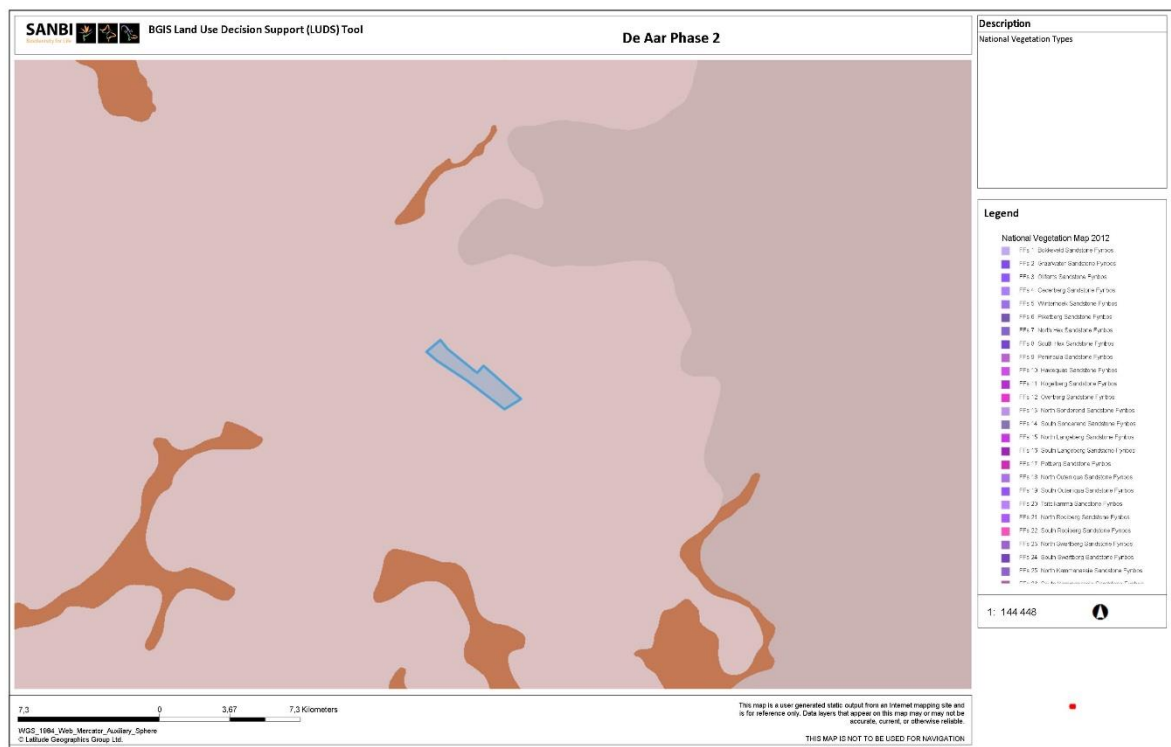 SANBI
Biodiversity for Life
BGIS Land Use Decision Support (LUDS) Tool
De Aar Phase 2
Description
National Vegetation Types
Legend
National Vegetation Map 2012
FFs 1 Bokkeveld Sandstone Fynbos
FFs 2 Graafwater Sandstone Fynbos
FFs 3 Olifants Sandstone Fynbos
FFs 4 Cederberg Sandstone Fynbos
FFs 5 Winterhoek Sandstone Fynbos
FFs 6 Piketberg Sandstone Fynbos
FFs 7 North Hex Sandstone Fynbos
FFs 8 South Hex Sandstone Fynbos
FFs 9 Peninsula Sandstone Fynbos
FFs 10 Hawequas Sandstone Fynbos
FFs 11 Kogelberg Sandstone Fynbos
FFs 12 Overberg Sandstone Fynbos
FFs 13 North Sonderend Sandstone Fynbos
FFs 14 South Sonderend Sandstone Fynbos
FFs 15 North Langeberg Sandstone Fynbos
FFs 16 South Langeberg Sandstone Fynbos
FFs 17 Potberg Sandstone Fynbos
FFs 18 North Outeniqua Sandstone Fynbos
FFs 19 South Outeniqua Sandstone Fynbos
FFs 20 Tsitsikamma Sandstone Fynbos
FFs 21 North Rooiberg Sandstone Fynbos
FFs 22 South Rooiberg Sandstone Fynbos
FFs 23 North Swartberg Sandstone Fynbos
FFs 24 South Swartberg Sandstone Fynbos
FFs 25 North Kammanassie Sandstone Fynbos
1: 144 448
7,3 0 3,67 7,3 Kilometers
WGS_1984_Web_Mercator_Auxiliary_Sphere
© Latitude Geographics Group Ltd.
This map is a user generated static output from an Internet mapping site and
is for reference only. Data layers that appear on this map may or may not be
accurate, current, or otherwise reliable.
THIS MAP IS NOT TO BE USED FOR NAVIGATION